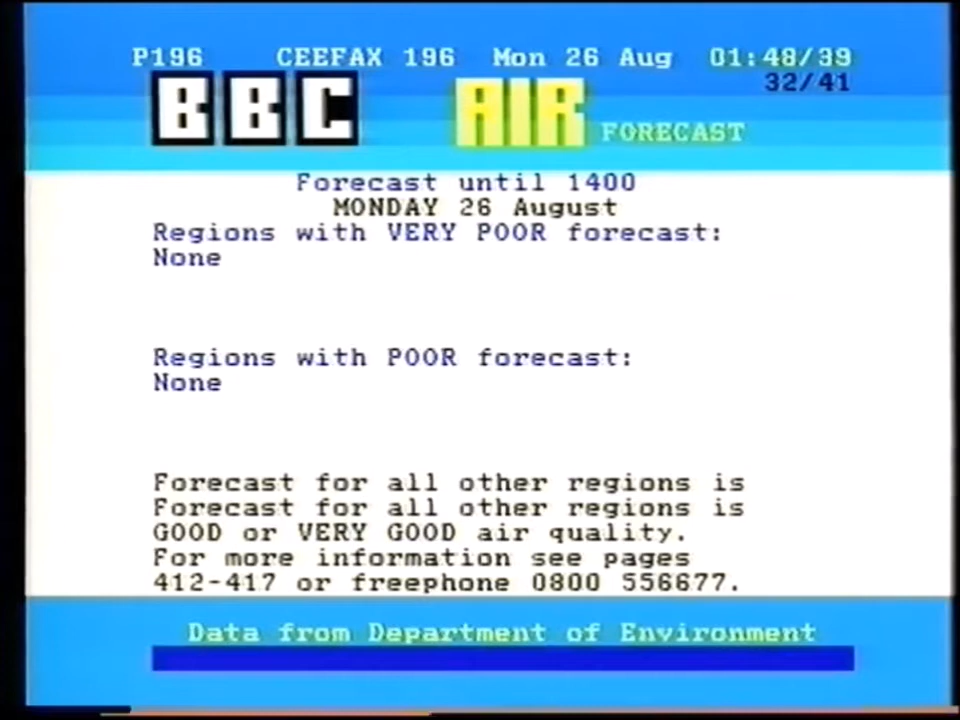 P196 CEEFAX 196 Mon 26 Aug 01:48/39
32/41
BBC AIR FORECAST
Forecast until 1400
MONDAY 26 August
Regions with VERY POOR forecast:
None
Regions with POOR forecast:
None
Forecast for all other regions is
Forecast for all other regions is
GOOD or VERY GOOD air quality.
For more information see pages
412-417 or freephone 0800 556677.
Data from Department of Environment